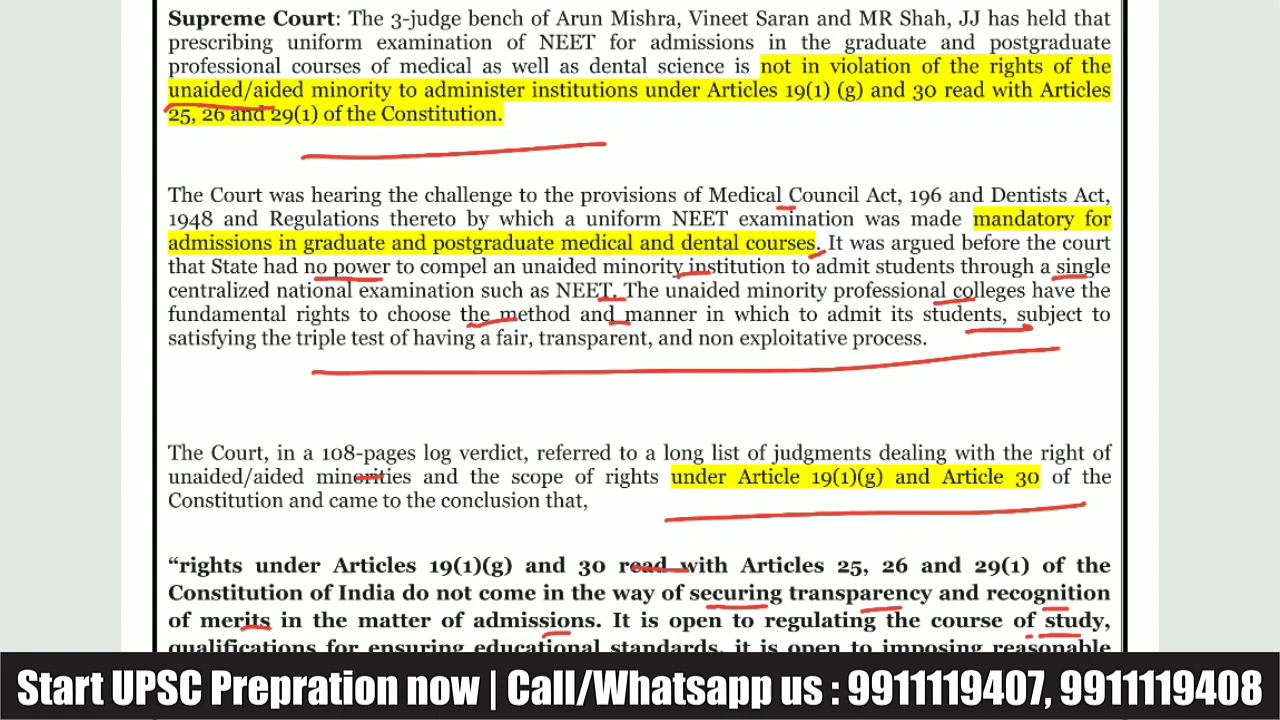 Supreme Court: The 3-judge bench of Arun Mishra, Vineet Saran and MR Shah, JJ has held that
prescribing uniform examination of NEET for admissions in the graduate and postgraduate
professional courses of medical as well as dental science is not in violation of the rights of the
unaided/aided minority to administer institutions under Articles 19(1) (g) and 30 read with Articles
25, 26 and 29(1) of the Constitution.
The Court was hearing the challenge to the provisions of Medical Council Act, 196 and Dentists Act,
1948 and Regulations thereto by which a uniform NEET examination was made mandatory for
admissions in graduate and postgraduate medical and dental courses. It was argued before the court
that State had no power to compel an unaided minority institution to admit students through a single
centralized national examination such as NEET. The unaided minority professional colleges have the
fundamental rights to choose the method and manner in which to admit its students, subject to
satisfying the triple test of having a fair, transparent, and non exploitative process.
The Court, in a 108-pages log verdict, referred to a long list of judgments dealing with the right of
unaided/aided minorities and the scope of rights under Article 19(1)(g) and Article 30 of the
Constitution and came to the conclusion that,
“rights under Articles 19(1)(g) and 30 read with Articles 25, 26 and 29(1) of the
Constitution of India do not come in the way of securing transparency and recognition
of merits in the matter of admissions. It is open to regulating the course of study,
qualifications for ensuring educational standards. it is open to imposing reasonable
Start UPSC Prepration now | Call/Whatsapp us : 9911119407, 9911119408